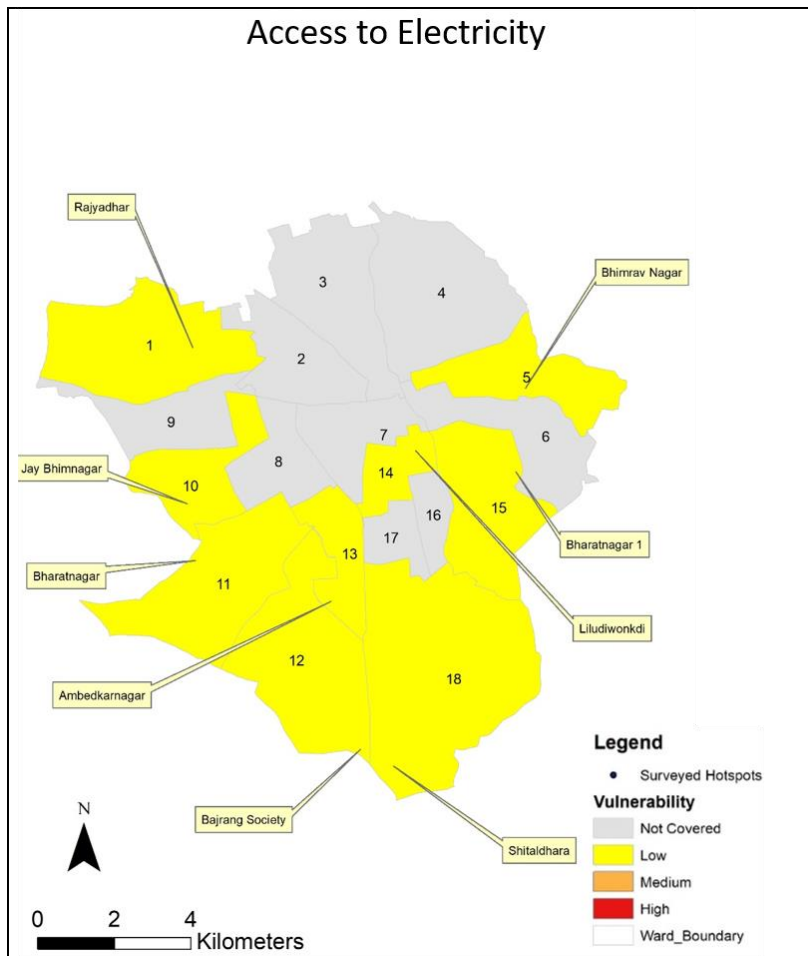 Access to Electricity
Rajyadhar
Bhimrav Nagar
3
4
1
2
5
9
7
6
8
Jay Bhimnagar
10
14
15
16
17
13
Bharatnagar 1
Bharatnagar
11
Liludiwonkdi
12
18
Ambedkarnagar
Bajrang Society
Shitaldhara
Legend
Surveyed Hotspots
Vulnerability
Not Covered
Low
Medium
High
Ward_Boundary
N
0 2 4
Kilometers